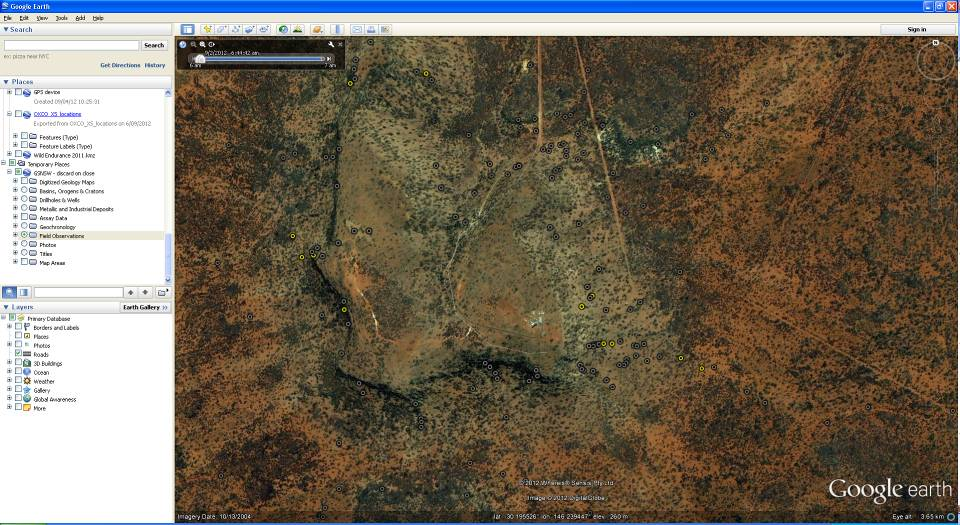 Google Earth
File Edit View Tools Add Help
Search
Sign in
Search
ex: pizza near NYC
Get Directions History
9/2/2012 6:44:42 am
6 am 7 am
N
Places
GPS device
Created 09/04/12 10:25:31
Exported from OXCO_XS_locations on 6/09/2012
Features (Type)
Feature Labels (Type)
Wild Endurance 2011.kmz
Temporary Places
GSNSW - discard on close
Digitized Geology Maps
Basins, Orogens & Cratons
Drillholes & Wells
Metallic and Industrial Deposits
Assay Data
Geochronology
Field Observations
Photos
Titles
Map Areas
Layers
Earth Gallery >>
Primary Database
Borders and Labels
Places
Photos
Roads
3D Buildings
Ocean
Weather
Gallery
Global Awareness
More
© 2012 Whereis® Sensis Pty Ltd
Image © 2012 DigitalGlobe
Google earth
Imagery Date: 10/13/2004
lat -30.195526° lon 146.239447° elev 260 m
Eye alt 3.65 km